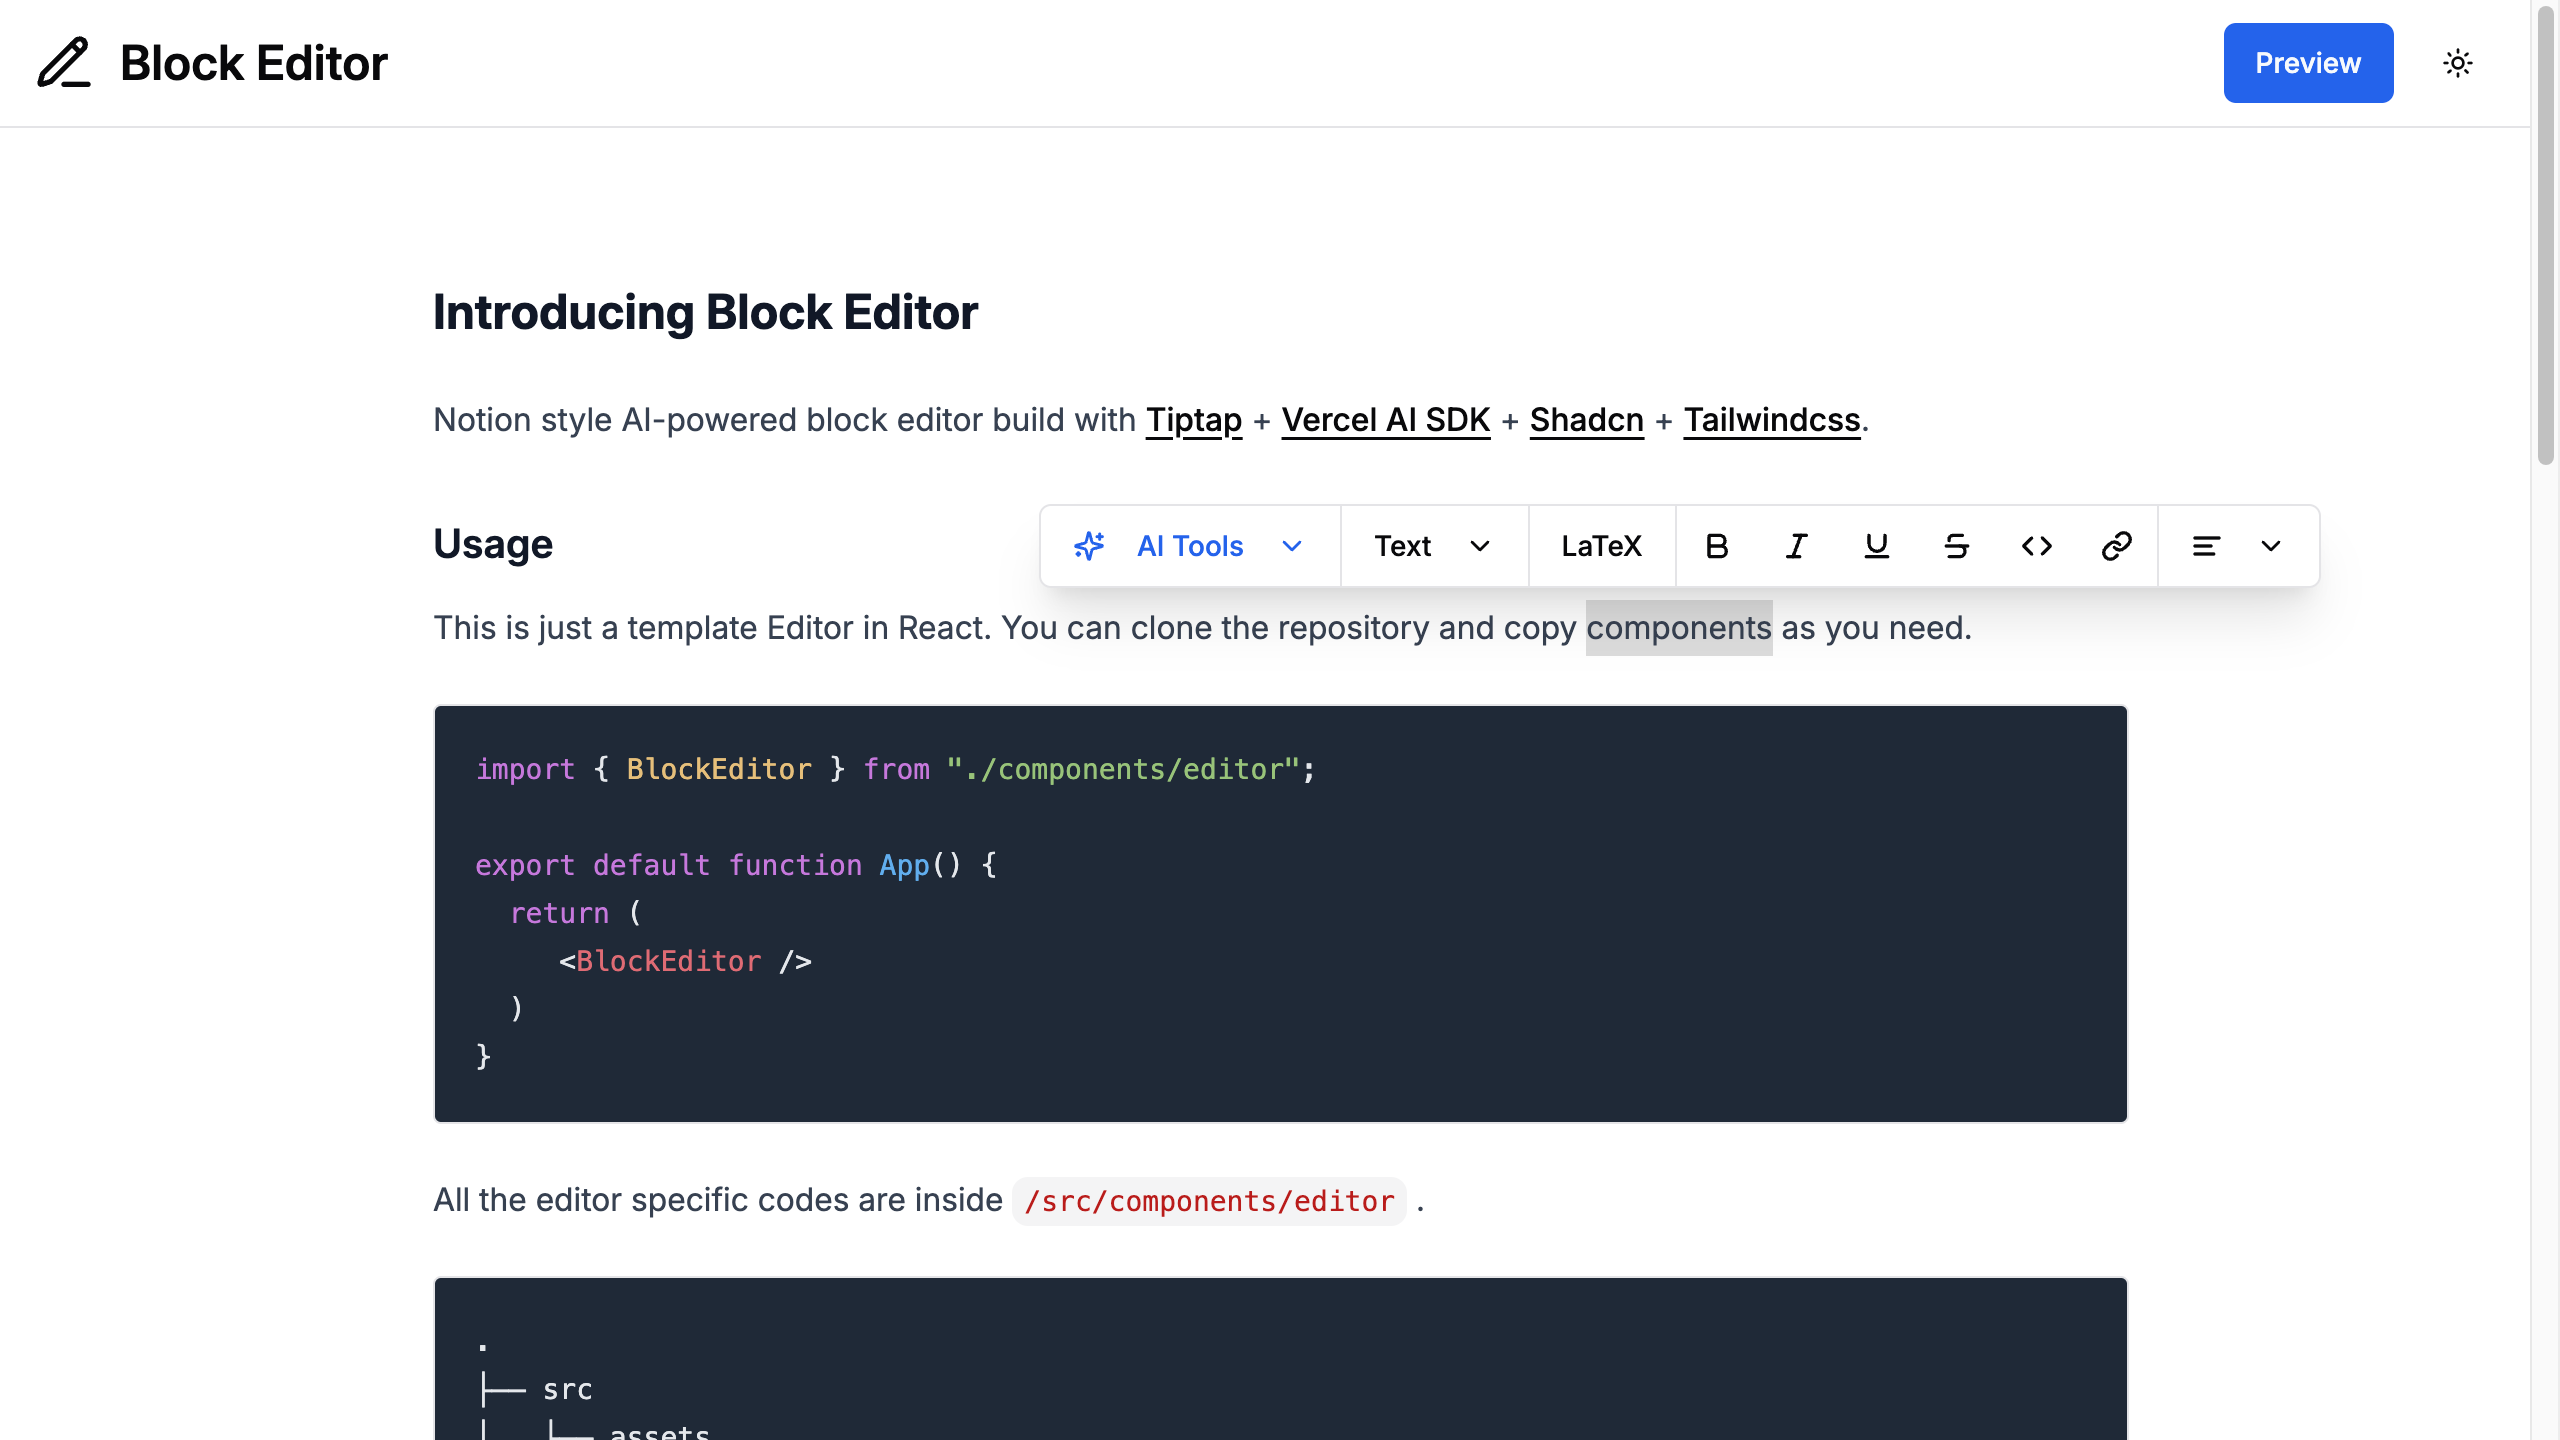 Block Editor
Preview
Introducing Block Editor
Notion style AI-powered block editor build with Tiptap + Vercel AI SDK + Shadcn + Tailwindcss.
Usage
AI Tools Text LaTeX
This is just a template Editor in React. You can clone the repository and copy components as you need.
import { BlockEditor } from "./components/editor";

export default function App() {
  return (
     <BlockEditor />
  )
}
All the editor specific codes are inside /src/components/editor .
.
├── src
│   └── assets